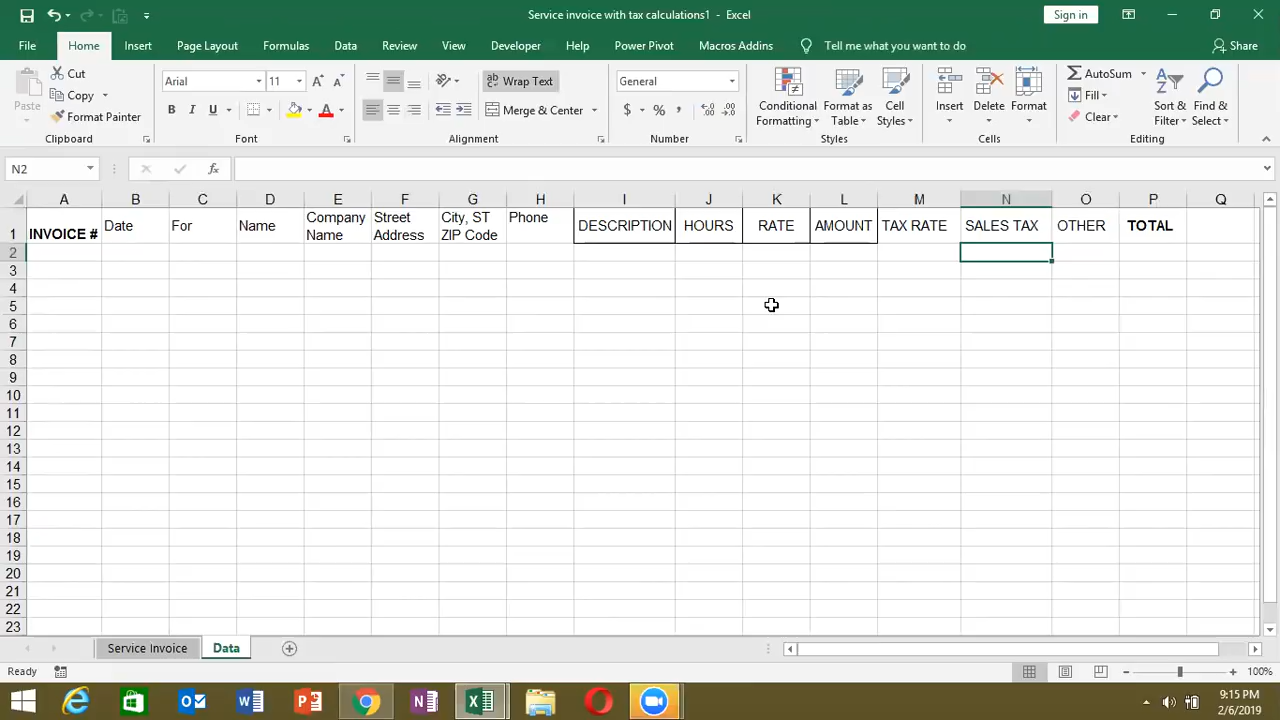 Service invoice with tax calculations1 - Excel
Sign in
File Home Insert Page Layout Formulas Data Review View Developer Help Power Pivot Macros Addins Tell me what you want to do Share
Paste
Cut
Copy
Format Painter
Clipboard
Arial 11
B I U
Font
Wrap Text
Merge & Center
Alignment
General
$ % ,
Number
Conditional Formatting
Format as Table
Cell Styles
Styles
Insert Delete Format
Cells
AutoSum
Fill
Clear
Sort & Filter
Find & Select
Editing
N2 fx
A B C D E F G H I J K L M N O P Q
1 INVOICE # Date For Name Company Name Street Address City, ST ZIP Code Phone DESCRIPTION HOURS RATE AMOUNT TAX RATE SALES TAX OTHER TOTAL
2
3
4
5
6
7
8
9
10
11
12
13
14
15
16
17
18
19
20
21
22
23
Service Invoice Data
Ready 100%
9:15 PM
2/6/2019